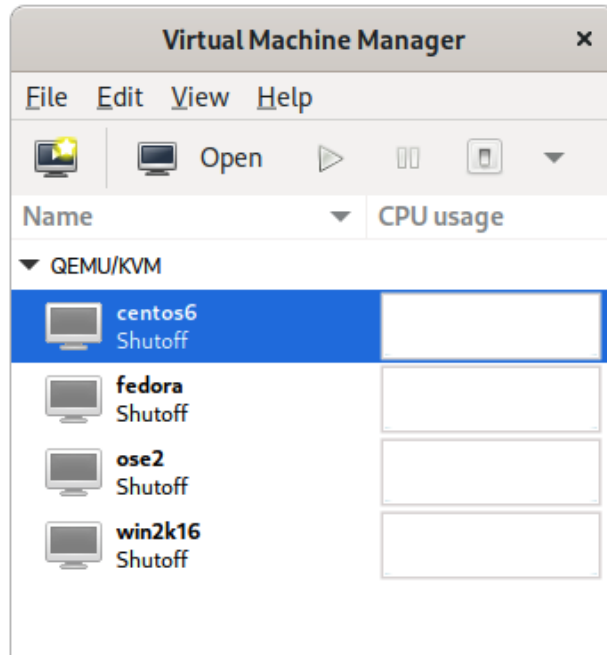 Virtual Machine Manager ×
File Edit View Help
Open
Name CPU usage
QEMU/KVM
centos6
Shutoff
fedora
Shutoff
ose2
Shutoff
win2k16
Shutoff